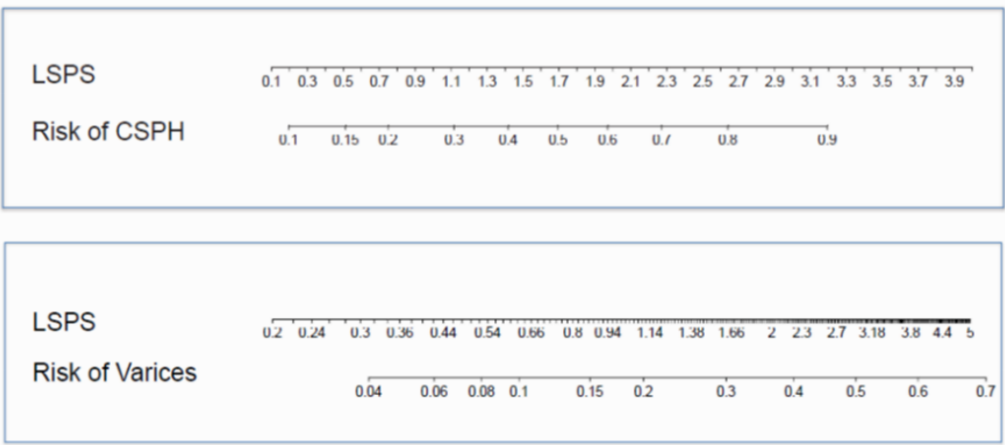 LSPS
0.1 0.3 0.5 0.7 0.9 1.1 1.3 1.5 1.7 1.9 2.1 2.3 2.5 2.7 2.9 3.1 3.3 3.5 3.7 3.9
Risk of CSPH
0.1 0.15 0.2 0.3 0.4 0.5 0.6 0.7 0.8 0.9
LSPS
0.2 0.24 0.3 0.36 0.44 0.54 0.66 0.8 0.94 1.14 1.38 1.66 2 2.3 2.7 3.18 3.8 4.4 5
Risk of Varices
0.04 0.06 0.08 0.1 0.15 0.2 0.3 0.4 0.5 0.6 0.7